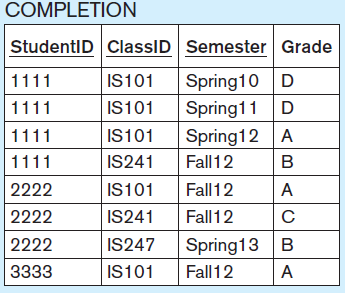 COMPLETION
StudentID ClassID Semester Grade
1111 IS101 Spring10 D
1111 IS101 Spring11 D
1111 IS101 Spring12 A
1111 IS241 Fall12 B
2222 IS101 Fall12 A
2222 IS241 Fall12 C
2222 IS247 Spring13 B
3333 IS101 Fall12 A